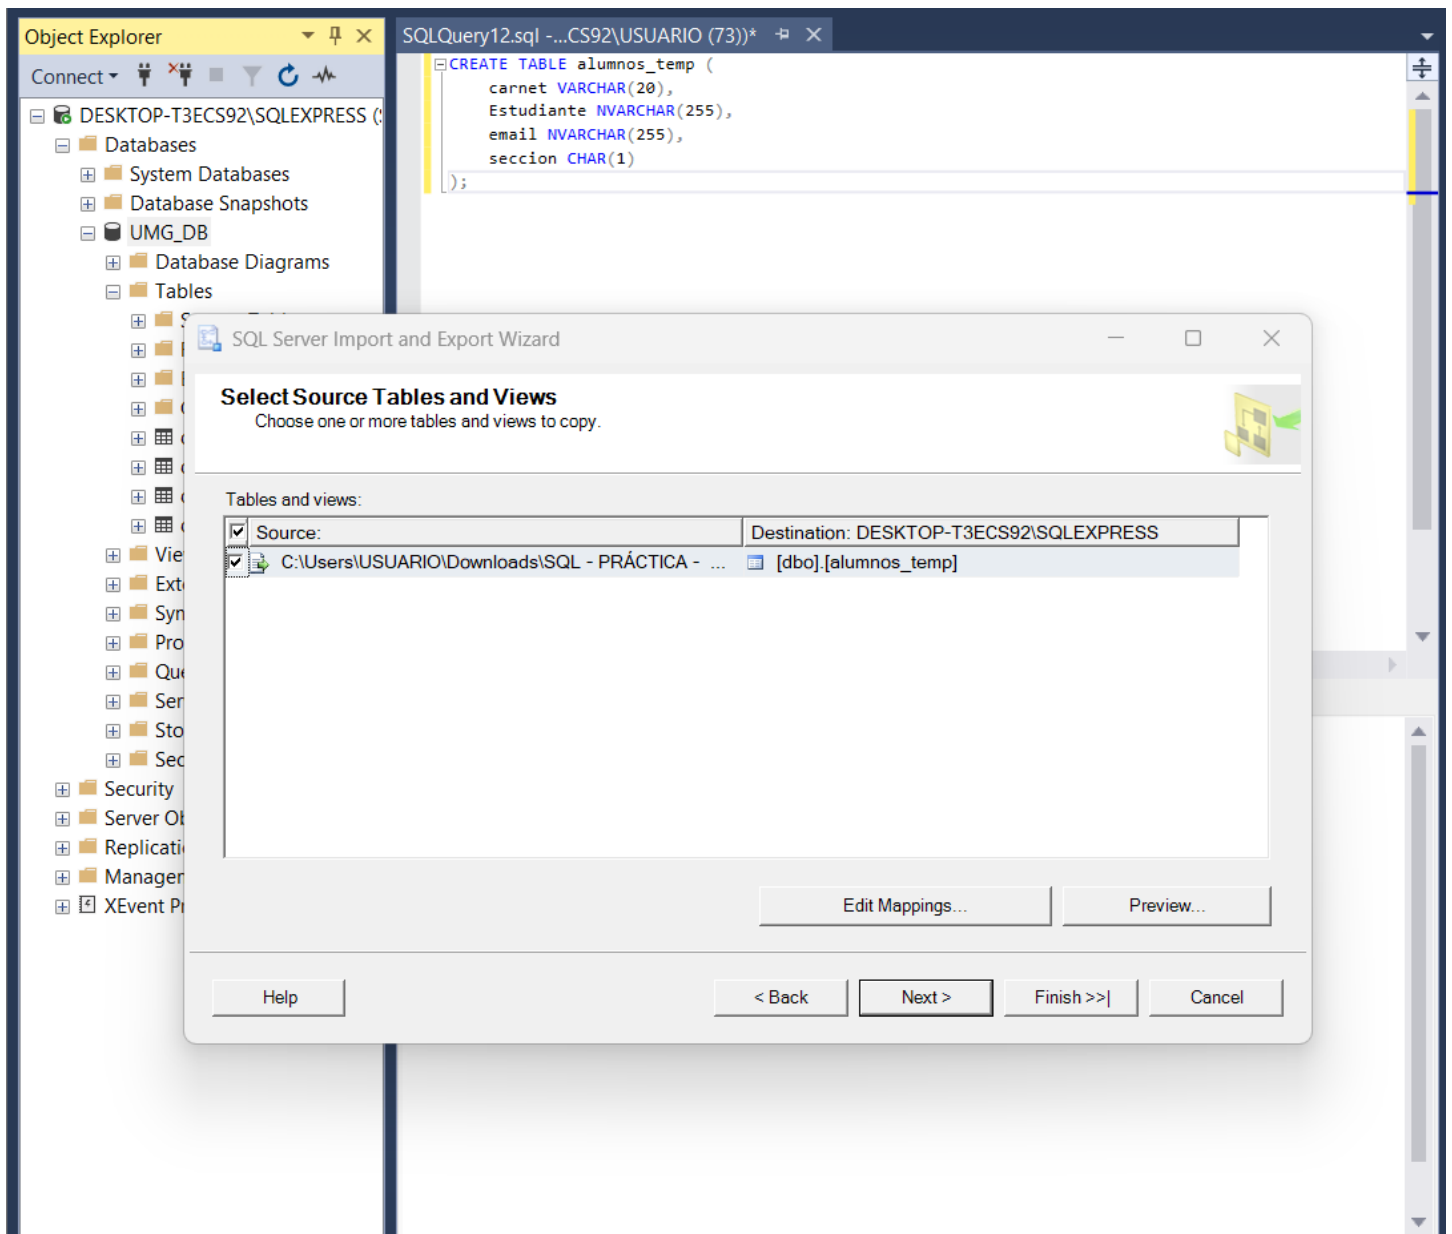 Object Explorer
Connect
DESKTOP-T3ECS92\SQLEXPRESS (
Databases
System Databases
Database Snapshots
UMG_DB
Database Diagrams
Tables
Vie
Ext
Syn
Pro
Que
Ser
Sto
Sec
Security
Server Ob
Replicati
Manager
XEvent Pr
SQLQuery12.sql -...CS92\USUARIO (73))*
CREATE TABLE alumnos_temp (
carnet VARCHAR(20),
Estudiante NVARCHAR(255),
email NVARCHAR(255),
seccion CHAR(1)
);
SQL Server Import and Export Wizard
Select Source Tables and Views
Choose one or more tables and views to copy.
Tables and views:
Source: Destination: DESKTOP-T3ECS92\SQLEXPRESS
C:\Users\USUARIO\Downloads\SQL - PRÁCTICA - ... [dbo].[alumnos_temp]
Edit Mappings... Preview...
Help < Back Next > Finish >>| Cancel